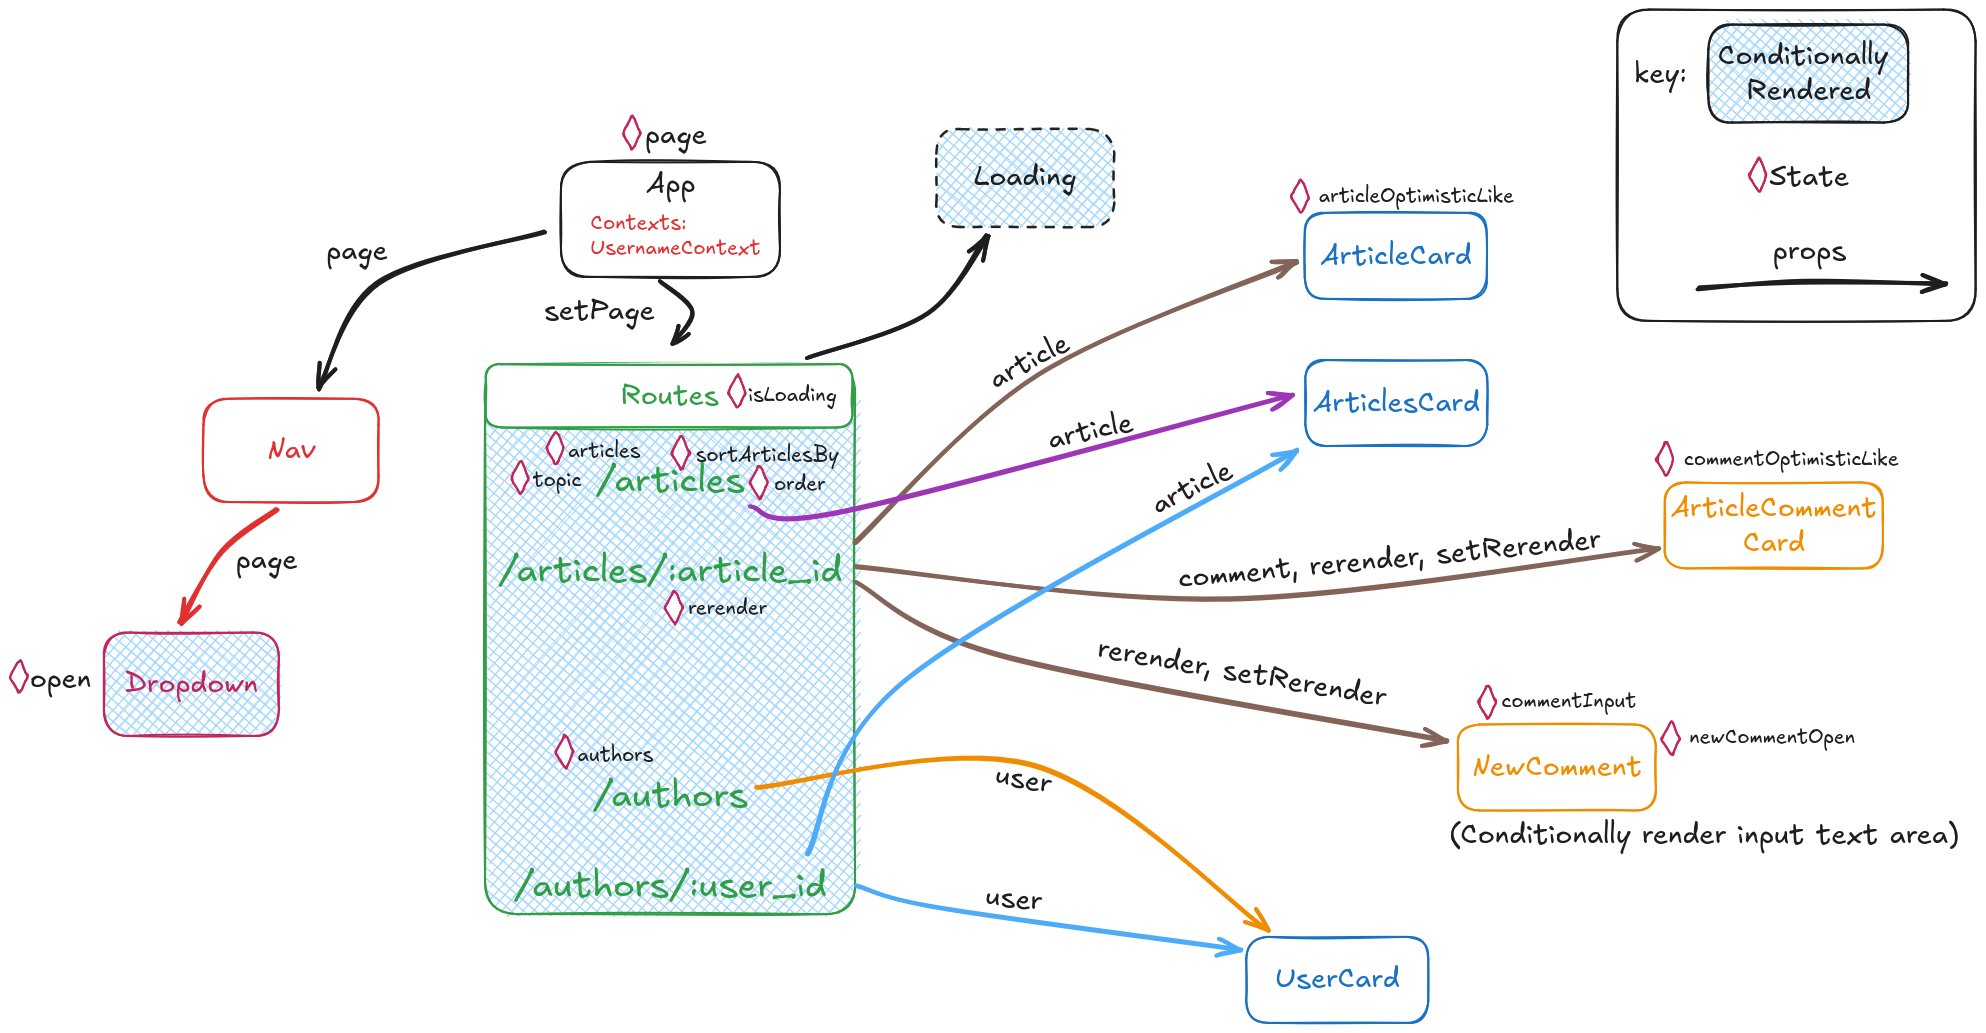 key:
Conditionally
Rendered
State
props
page
App
Contexts:
UsernameContext
page
setPage
Loading
Nav
page
open
Dropdown
Routes
isLoading
articles
sortArticlesBy
topic
/articles
order
/articles/:article_id
rerender
authors
/authors
/authors/:user_id
article
articleOptimisticLike
ArticleCard
article
ArticlesCard
article
comment, rerender, setRerender
commentOptimisticLike
ArticleComment
Card
rerender, setRerender
commentInput
newCommentOpen
NewComment
(Conditionally render input text area)
user
user
UserCard